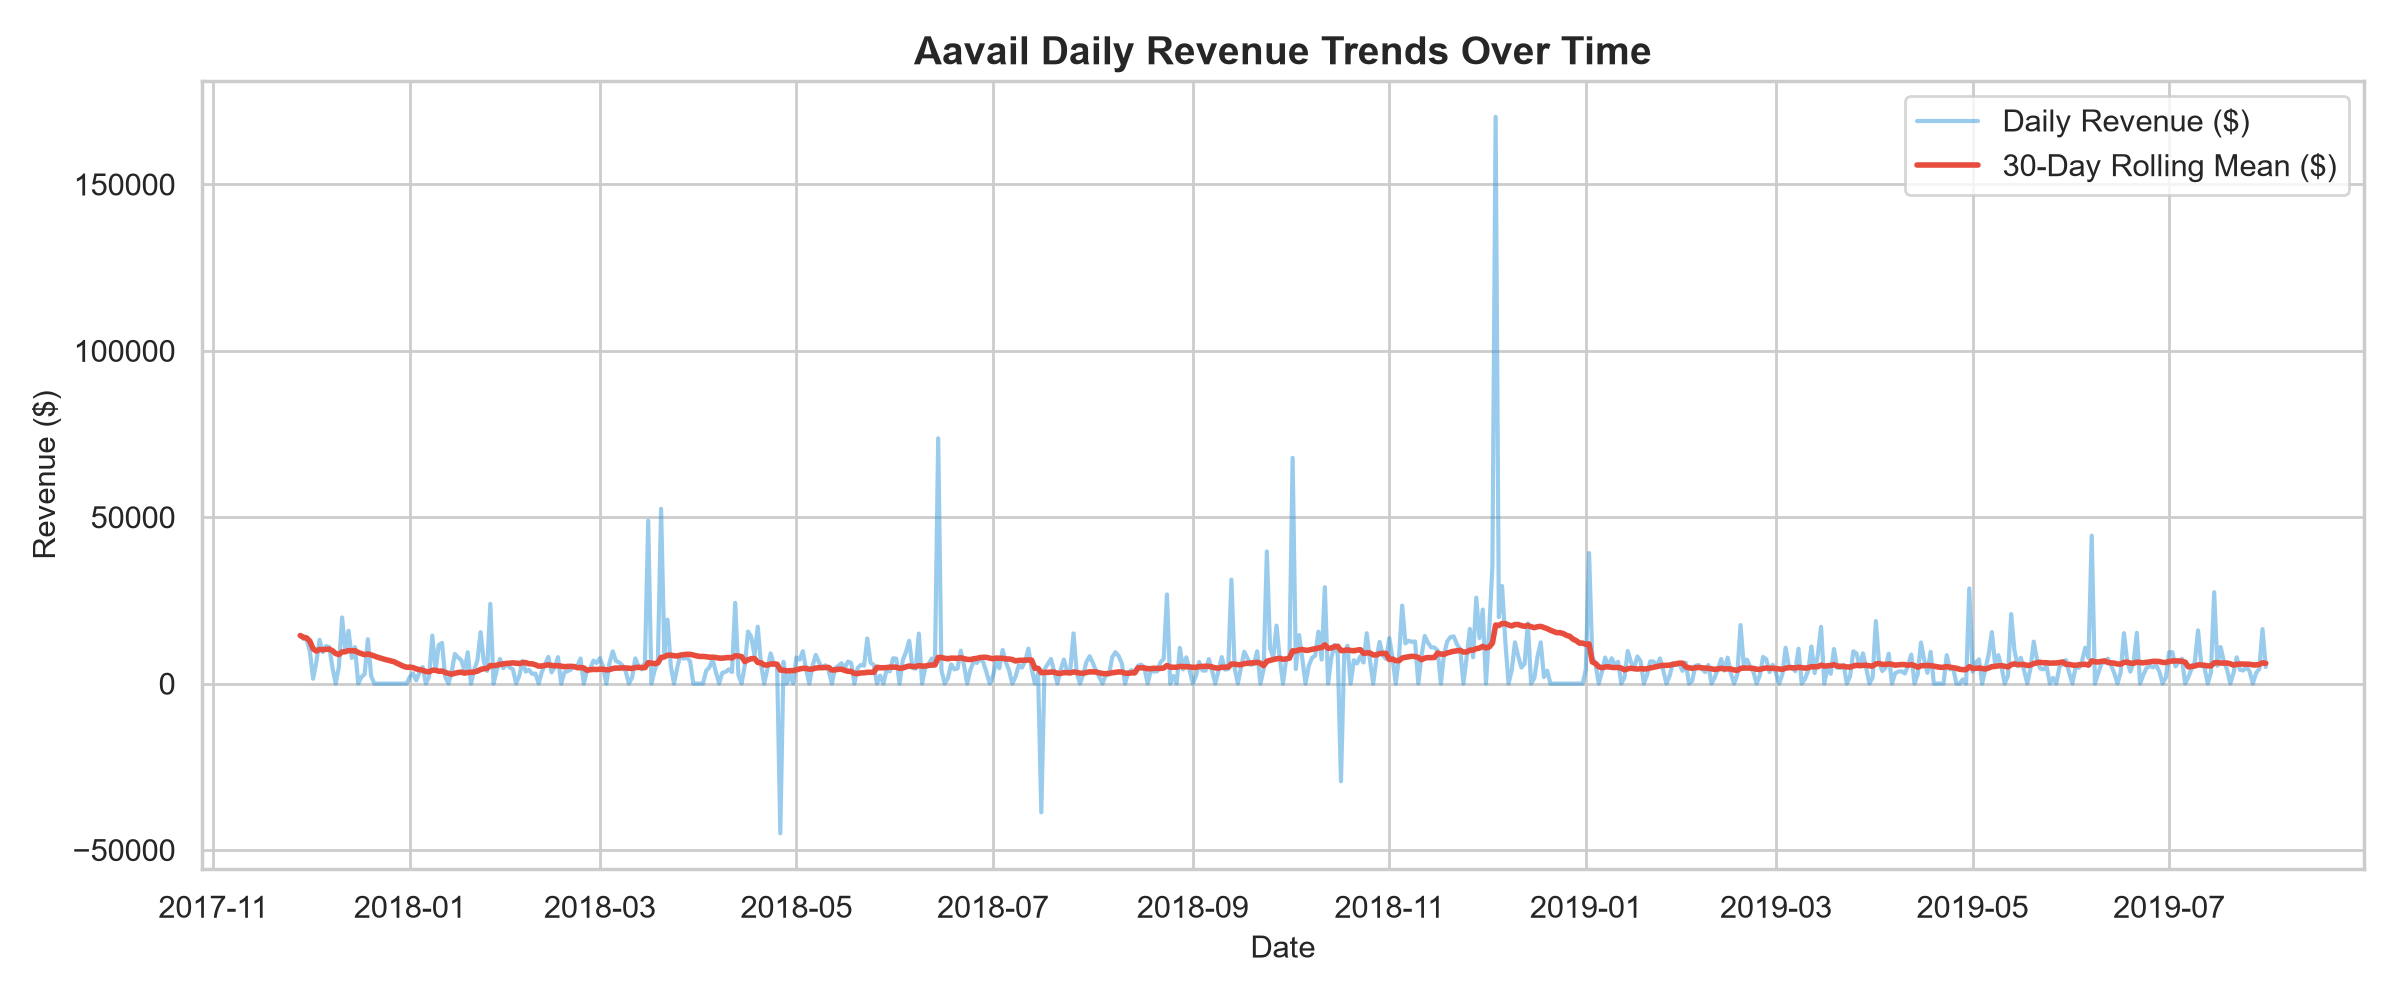 Aavail Daily Revenue Trends Over Time
Daily Revenue ($)
30-Day Rolling Mean ($)
Revenue ($)
150000
100000
50000
0
−50000
2017-11 2018-01 2018-03 2018-05 2018-07 2018-09 2018-11 2019-01 2019-03 2019-05 2019-07
Date